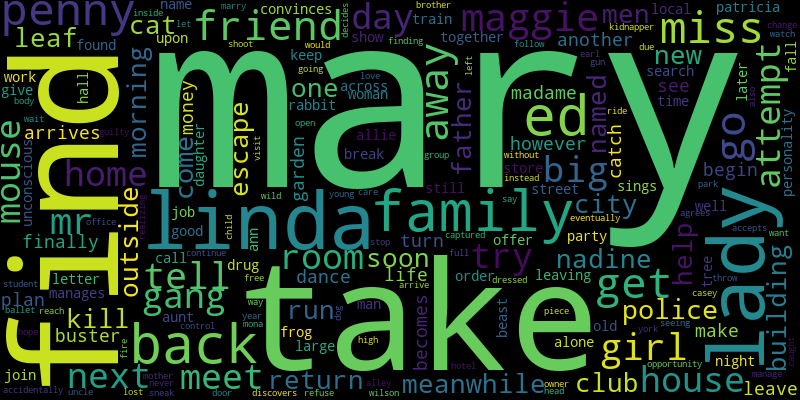 penny
leaf
cat
upon
convinces
name
inside
let
friend
day
train
brother
decides
show
maggie
men
local
patricia
another
together
miss
change
watch
find
mary
work
found
give
body
wait
hall
arrives
morning
money
one
keep
across
woman
rabbit
away
father
shoot
marry
would
finding
going
love
follow
kidnapper
due
earl
gun
madame
ed
however
named
new
search
see
time
later
fall
attempt
go
personality
mouse
unconscious
guilty
home
come
daughter
escape
garden
open
visit
allie
break
group
left
without
instead
store
street
big
catch
ride
begin
also
mr
outside
linda
family
still
sings
say
young
care
wild
child
city
help
well
park
accepts
lady
want
building
finally
office
realizing
job
good
ann
turn
offer
party
eventually
nadine
agrees
tree
throw
casey
letter
tell
call
continue
room
stop
captured
soon
try
full
leaving
manages
plan
gang
drug
free
dance
life
order
arrive
dressed
get
police
student
ballet
reach
hope
kill
buster
fire
aunt
control
way
year
mona
run
frog
large
man
dog
high
becomes
take
beast
piece
york
seeing
old
alone
make
girl
opportunity
night
manage
caught
join
next
back
meet
mother
never
sneak
accidentally
uncle
lost
door
return
discovers
refuse
alley
wilson
meanwhile
hotel
owner
head
club
house
leave